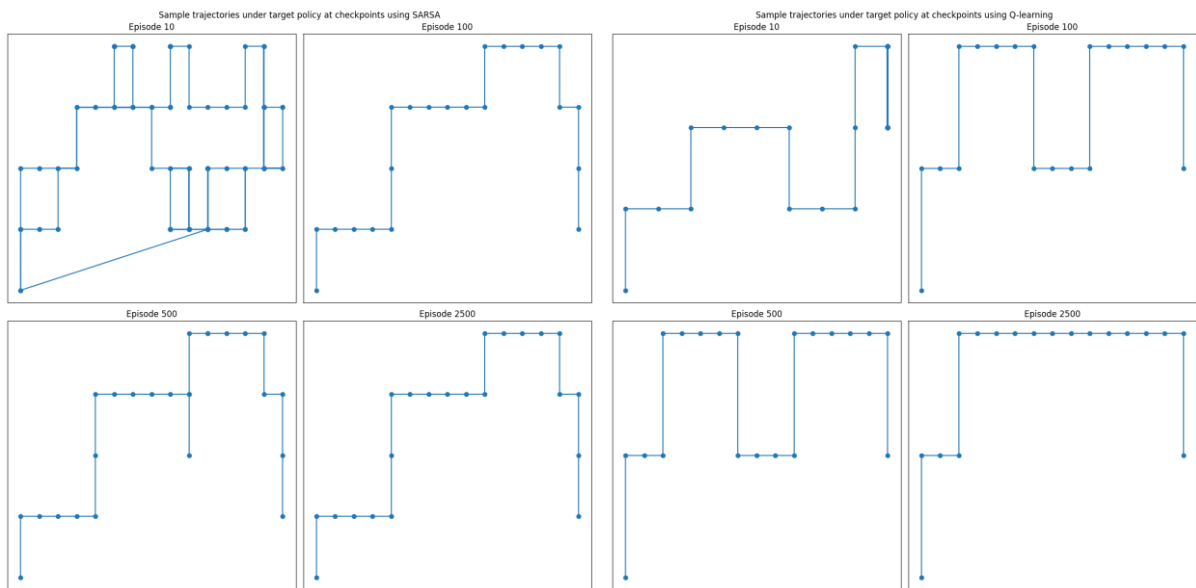 Sample trajectories under target policy at checkpoints using SARSA
Episode 10
Episode 100
Episode 500
Episode 2500
Sample trajectories under target policy at checkpoints using Q-learning
Episode 10
Episode 100
Episode 500
Episode 2500